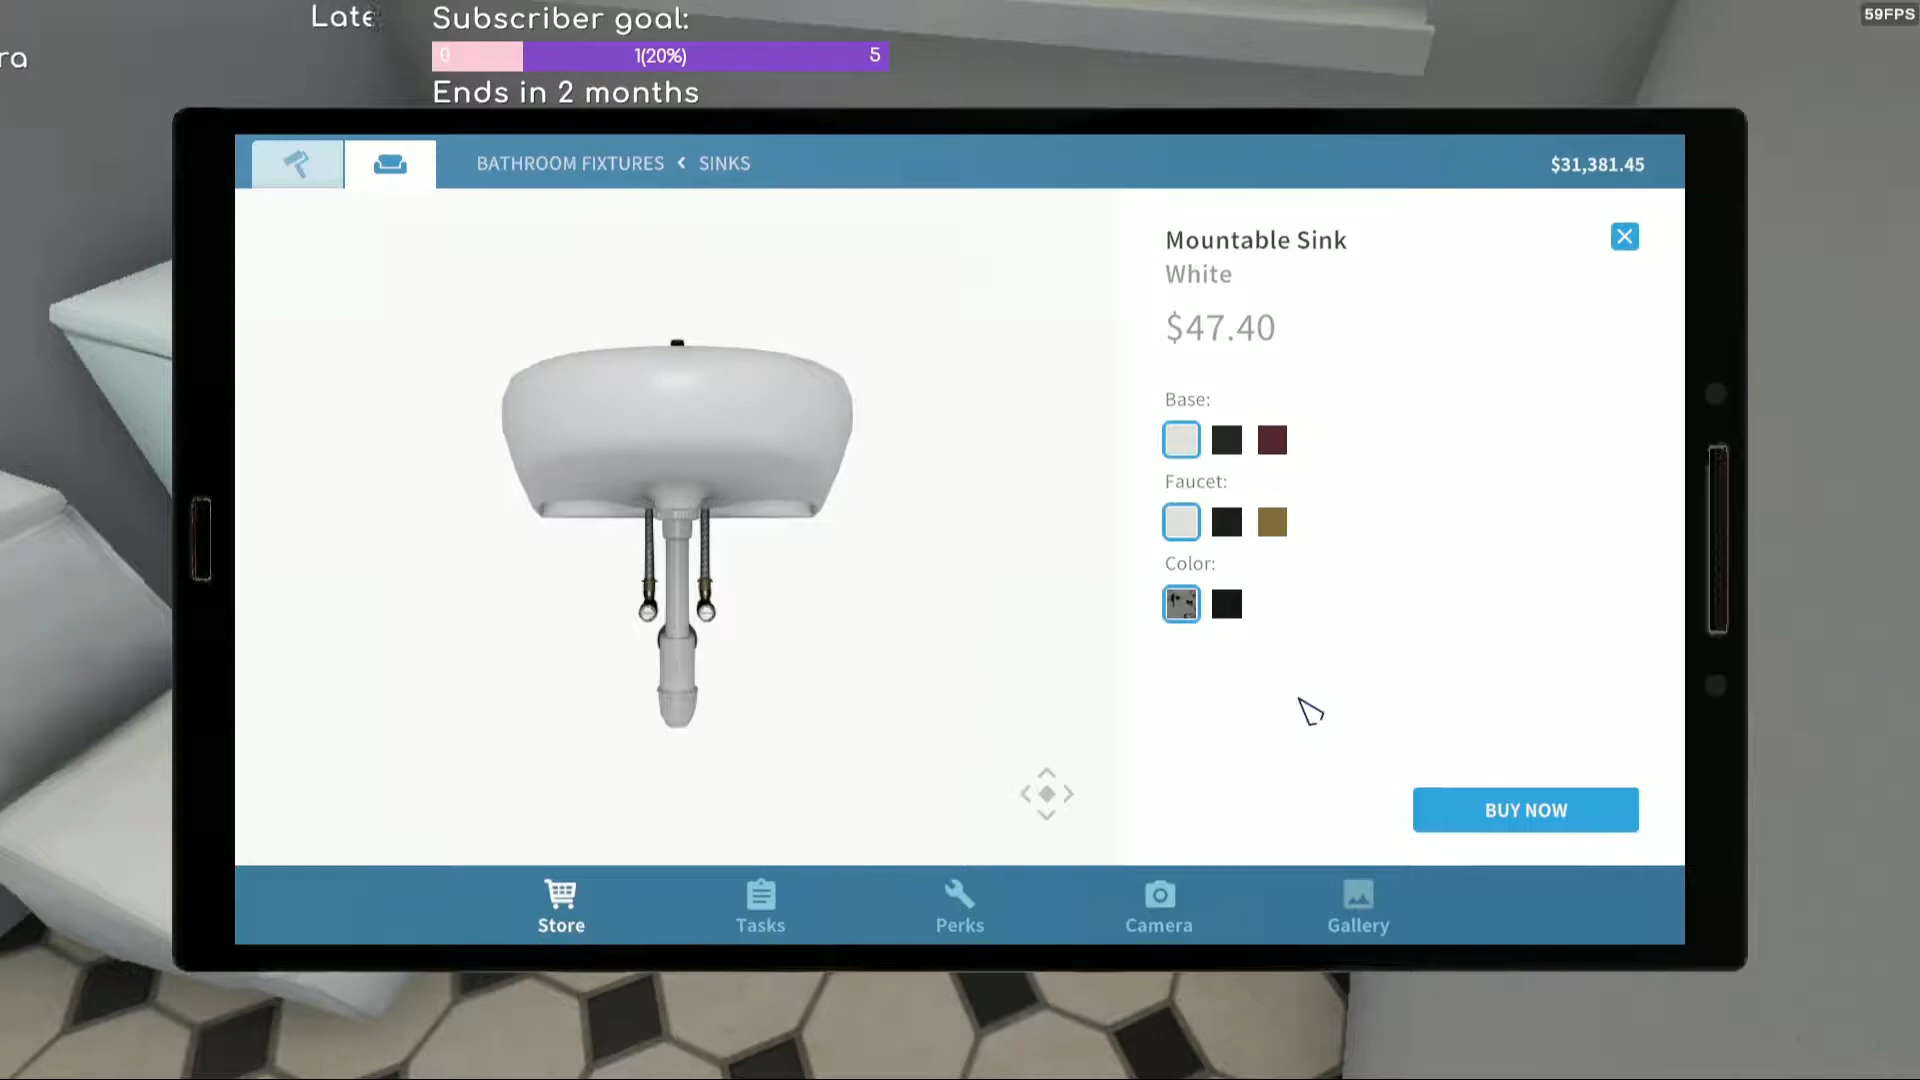 Late
Subscriber goal:
59FPS
ra
0 1(20%) 5
Ends in 2 months
BATHROOM FIXTURES < SINKS
$31,381.45
Mountable Sink
White
$47.40
Base:
Faucet:
Color:
BUY NOW
Store Tasks Perks Camera Gallery